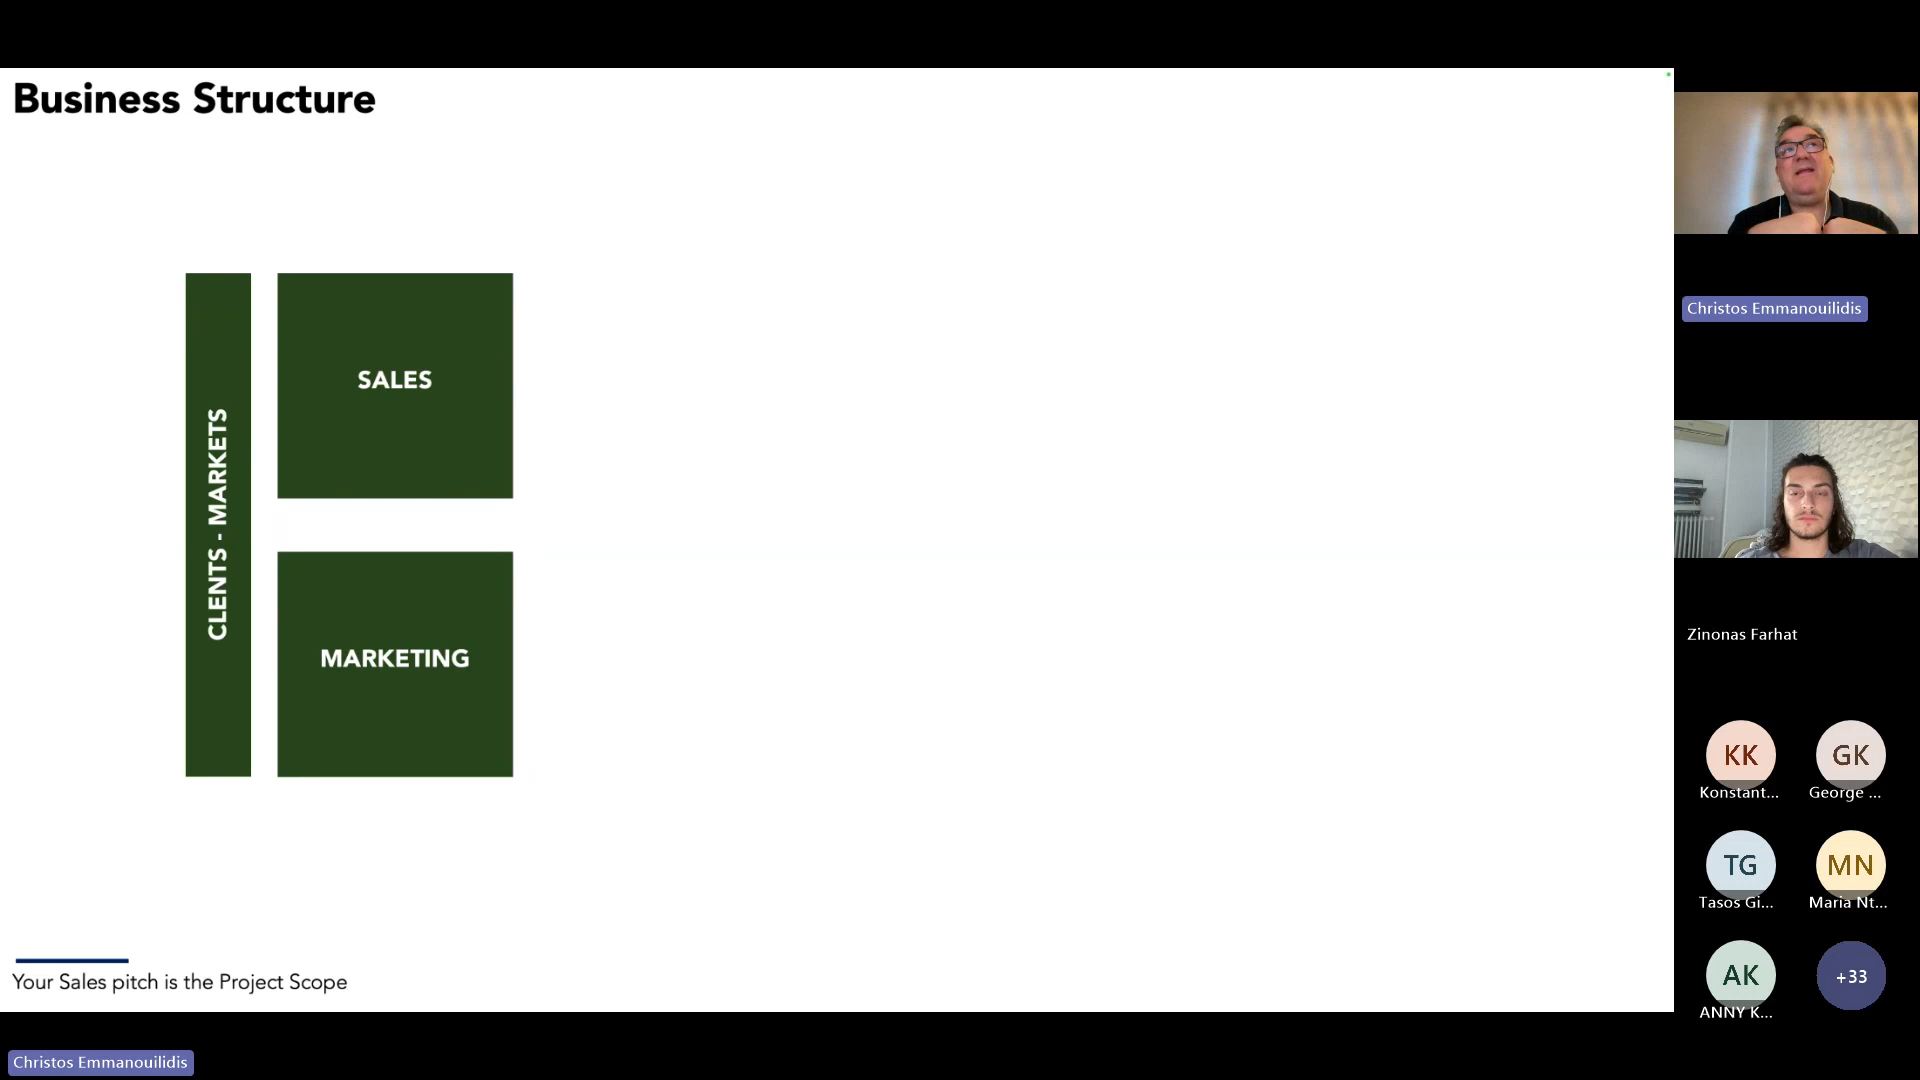 Business Structure
CLENTS - MARKETS
SALES
MARKETING
Your Sales pitch is the Project Scope
Christos Emmanouilidis
Zinonas Farhat
KK
Konstant...
GK
George ...
TG
Tasos Gi...
MN
Maria Nt...
AK
ANNY K...
+33
Christos Emmanouilidis